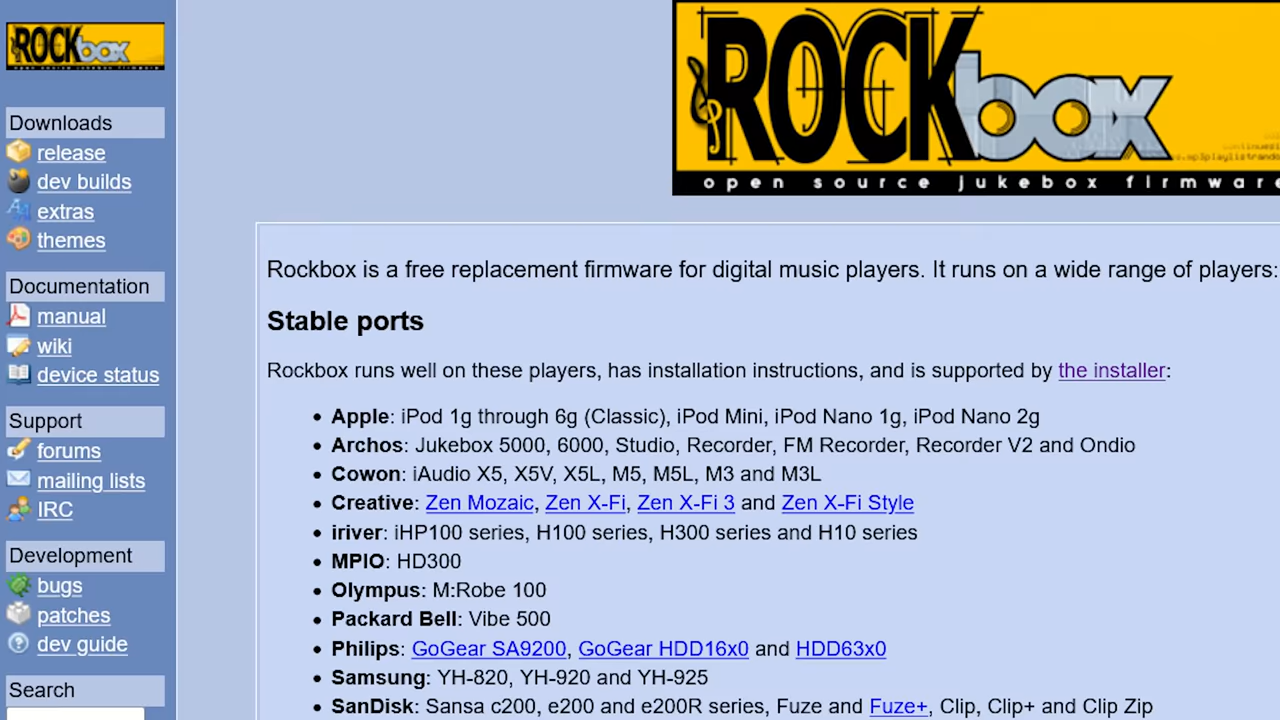 ROCKbox
open source jukebox firmware
Downloads
release
dev builds
extras
themes
Documentation
manual
wiki
device status
Support
forums
mailing lists
IRC
Development
bugs
patches
dev guide
Search
ROCKbox
open source jukebox firmware
Rockbox is a free replacement firmware for digital music players. It runs on a wide range of players:
Stable ports
Rockbox runs well on these players, has installation instructions, and is supported by the installer:
• Apple: iPod 1g through 6g (Classic), iPod Mini, iPod Nano 1g, iPod Nano 2g
• Archos: Jukebox 5000, 6000, Studio, Recorder, FM Recorder, Recorder V2 and Ondio
• Cowon: iAudio X5, X5V, X5L, M5, M5L, M3 and M3L
• Creative: Zen Mozaic, Zen X-Fi, Zen X-Fi 3 and Zen X-Fi Style
• iriver: iHP100 series, H100 series, H300 series and H10 series
• MPIO: HD300
• Olympus: M:Robe 100
• Packard Bell: Vibe 500
• Philips: GoGear SA9200, GoGear HDD16x0 and HDD63x0
• Samsung: YH-820, YH-920 and YH-925
• SanDisk: Sansa c200, e200 and e200R series, Fuze and Fuze+, Clip, Clip+ and Clip Zip